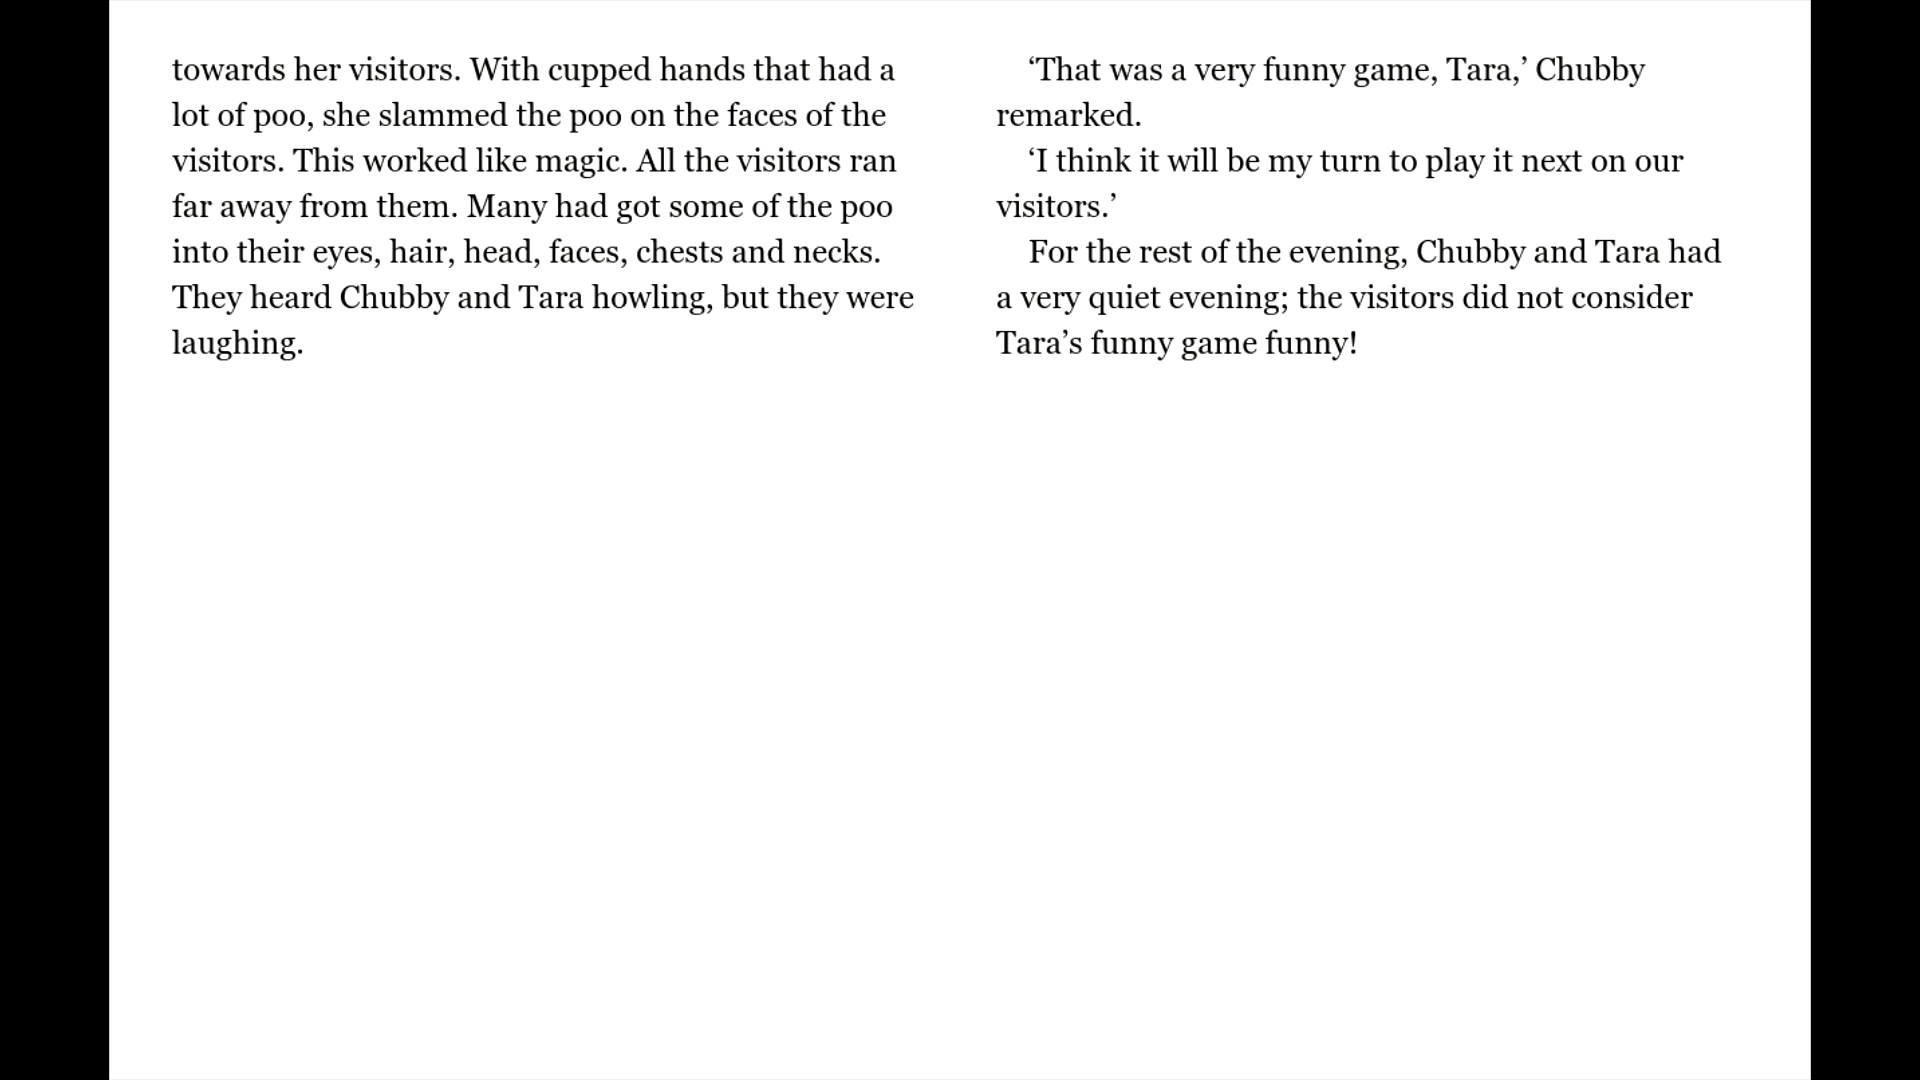 towards her visitors. With cupped hands that had a
lot of poo, she slammed the poo on the faces of the
visitors. This worked like magic. All the visitors ran
far away from them. Many had got some of the poo
into their eyes, hair, head, faces, chests and necks.
They heard Chubby and Tara howling, but they were
laughing.
‘That was a very funny game, Tara,’ Chubby
remarked.
‘I think it will be my turn to play it next on our
visitors.’
For the rest of the evening, Chubby and Tara had
a very quiet evening; the visitors did not consider
Tara’s funny game funny!